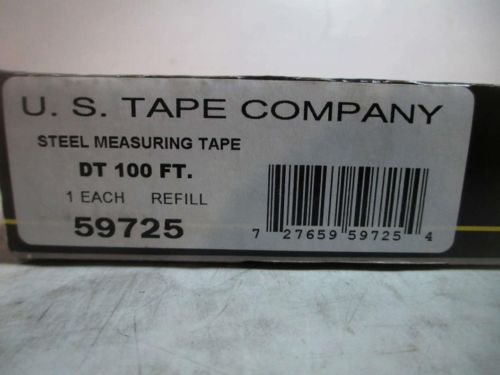 U. S. TAPE COMPANY
STEEL MEASURING TAPE
DT 100 FT.
1 EACH REFILL
59725
7 27659 59725 4